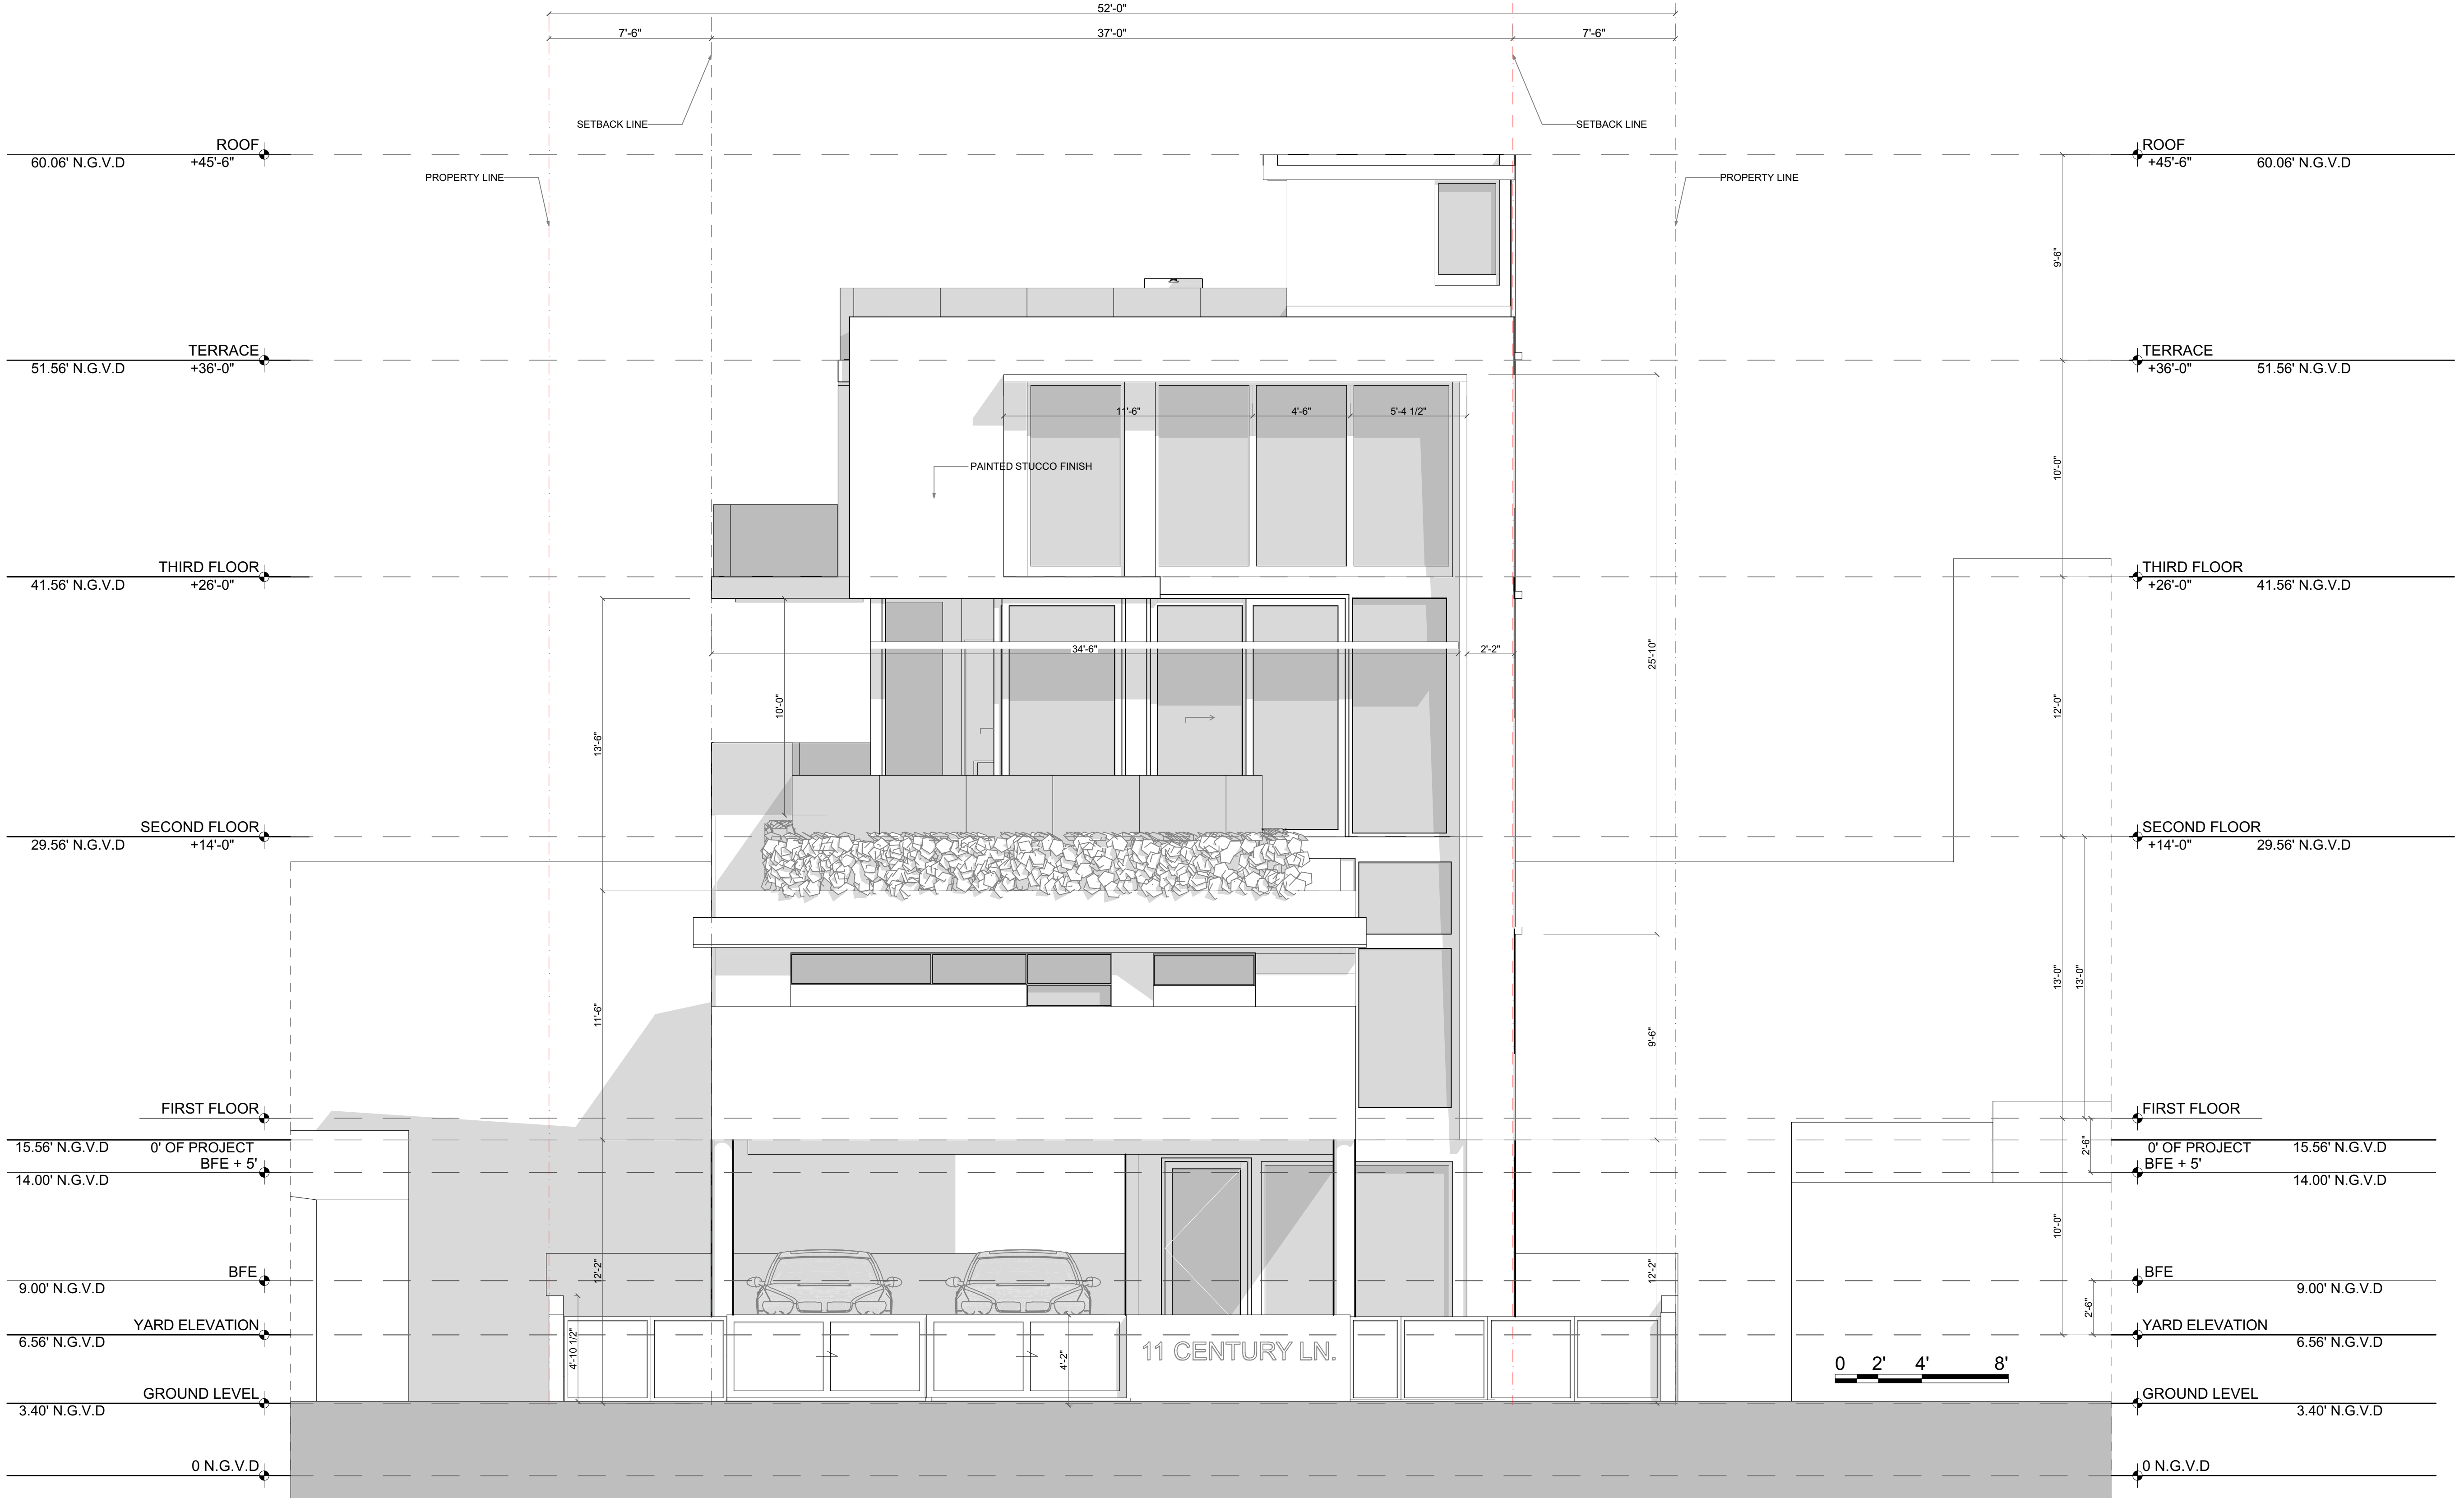 52'-0"
7'-6" 37'-0" 7'-6"
SETBACK LINE SETBACK LINE
ROOF
60.06' N.G.V.D +45'-6"
ROOF
+45'-6" 60.06' N.G.V.D
PROPERTY LINE PROPERTY LINE
9'-6"
TERRACE
51.56' N.G.V.D +36'-0"
TERRACE
+36'-0" 51.56' N.G.V.D
11'-6" 4'-6" 5'-4 1/2"
PAINTED STUCCO FINISH
10'-0"
THIRD FLOOR
41.56' N.G.V.D +26'-0"
THIRD FLOOR
+26'-0" 41.56' N.G.V.D
34'-6" 2'-2"
25'-10"
10'-0"
12'-0"
13'-6"
SECOND FLOOR
29.56' N.G.V.D +14'-0"
SECOND FLOOR
+14'-0" 29.56' N.G.V.D
13'-0" 13'-0"
11'-6"
9'-6"
FIRST FLOOR
15.56' N.G.V.D 0' OF PROJECT
BFE + 5'
14.00' N.G.V.D
FIRST FLOOR
0' OF PROJECT 15.56' N.G.V.D
BFE + 5'
14.00' N.G.V.D
2'-6"
10'-0"
12'-2"
12'-2"
BFE
9.00' N.G.V.D
BFE
9.00' N.G.V.D
2'-6"
YARD ELEVATION
6.56' N.G.V.D
YARD ELEVATION
6.56' N.G.V.D
4'-10 1/2"
4'-2"
11 CENTURY LN.
0 2' 4' 8'
GROUND LEVEL
3.40' N.G.V.D
GROUND LEVEL
3.40' N.G.V.D
0 N.G.V.D
0 N.G.V.D